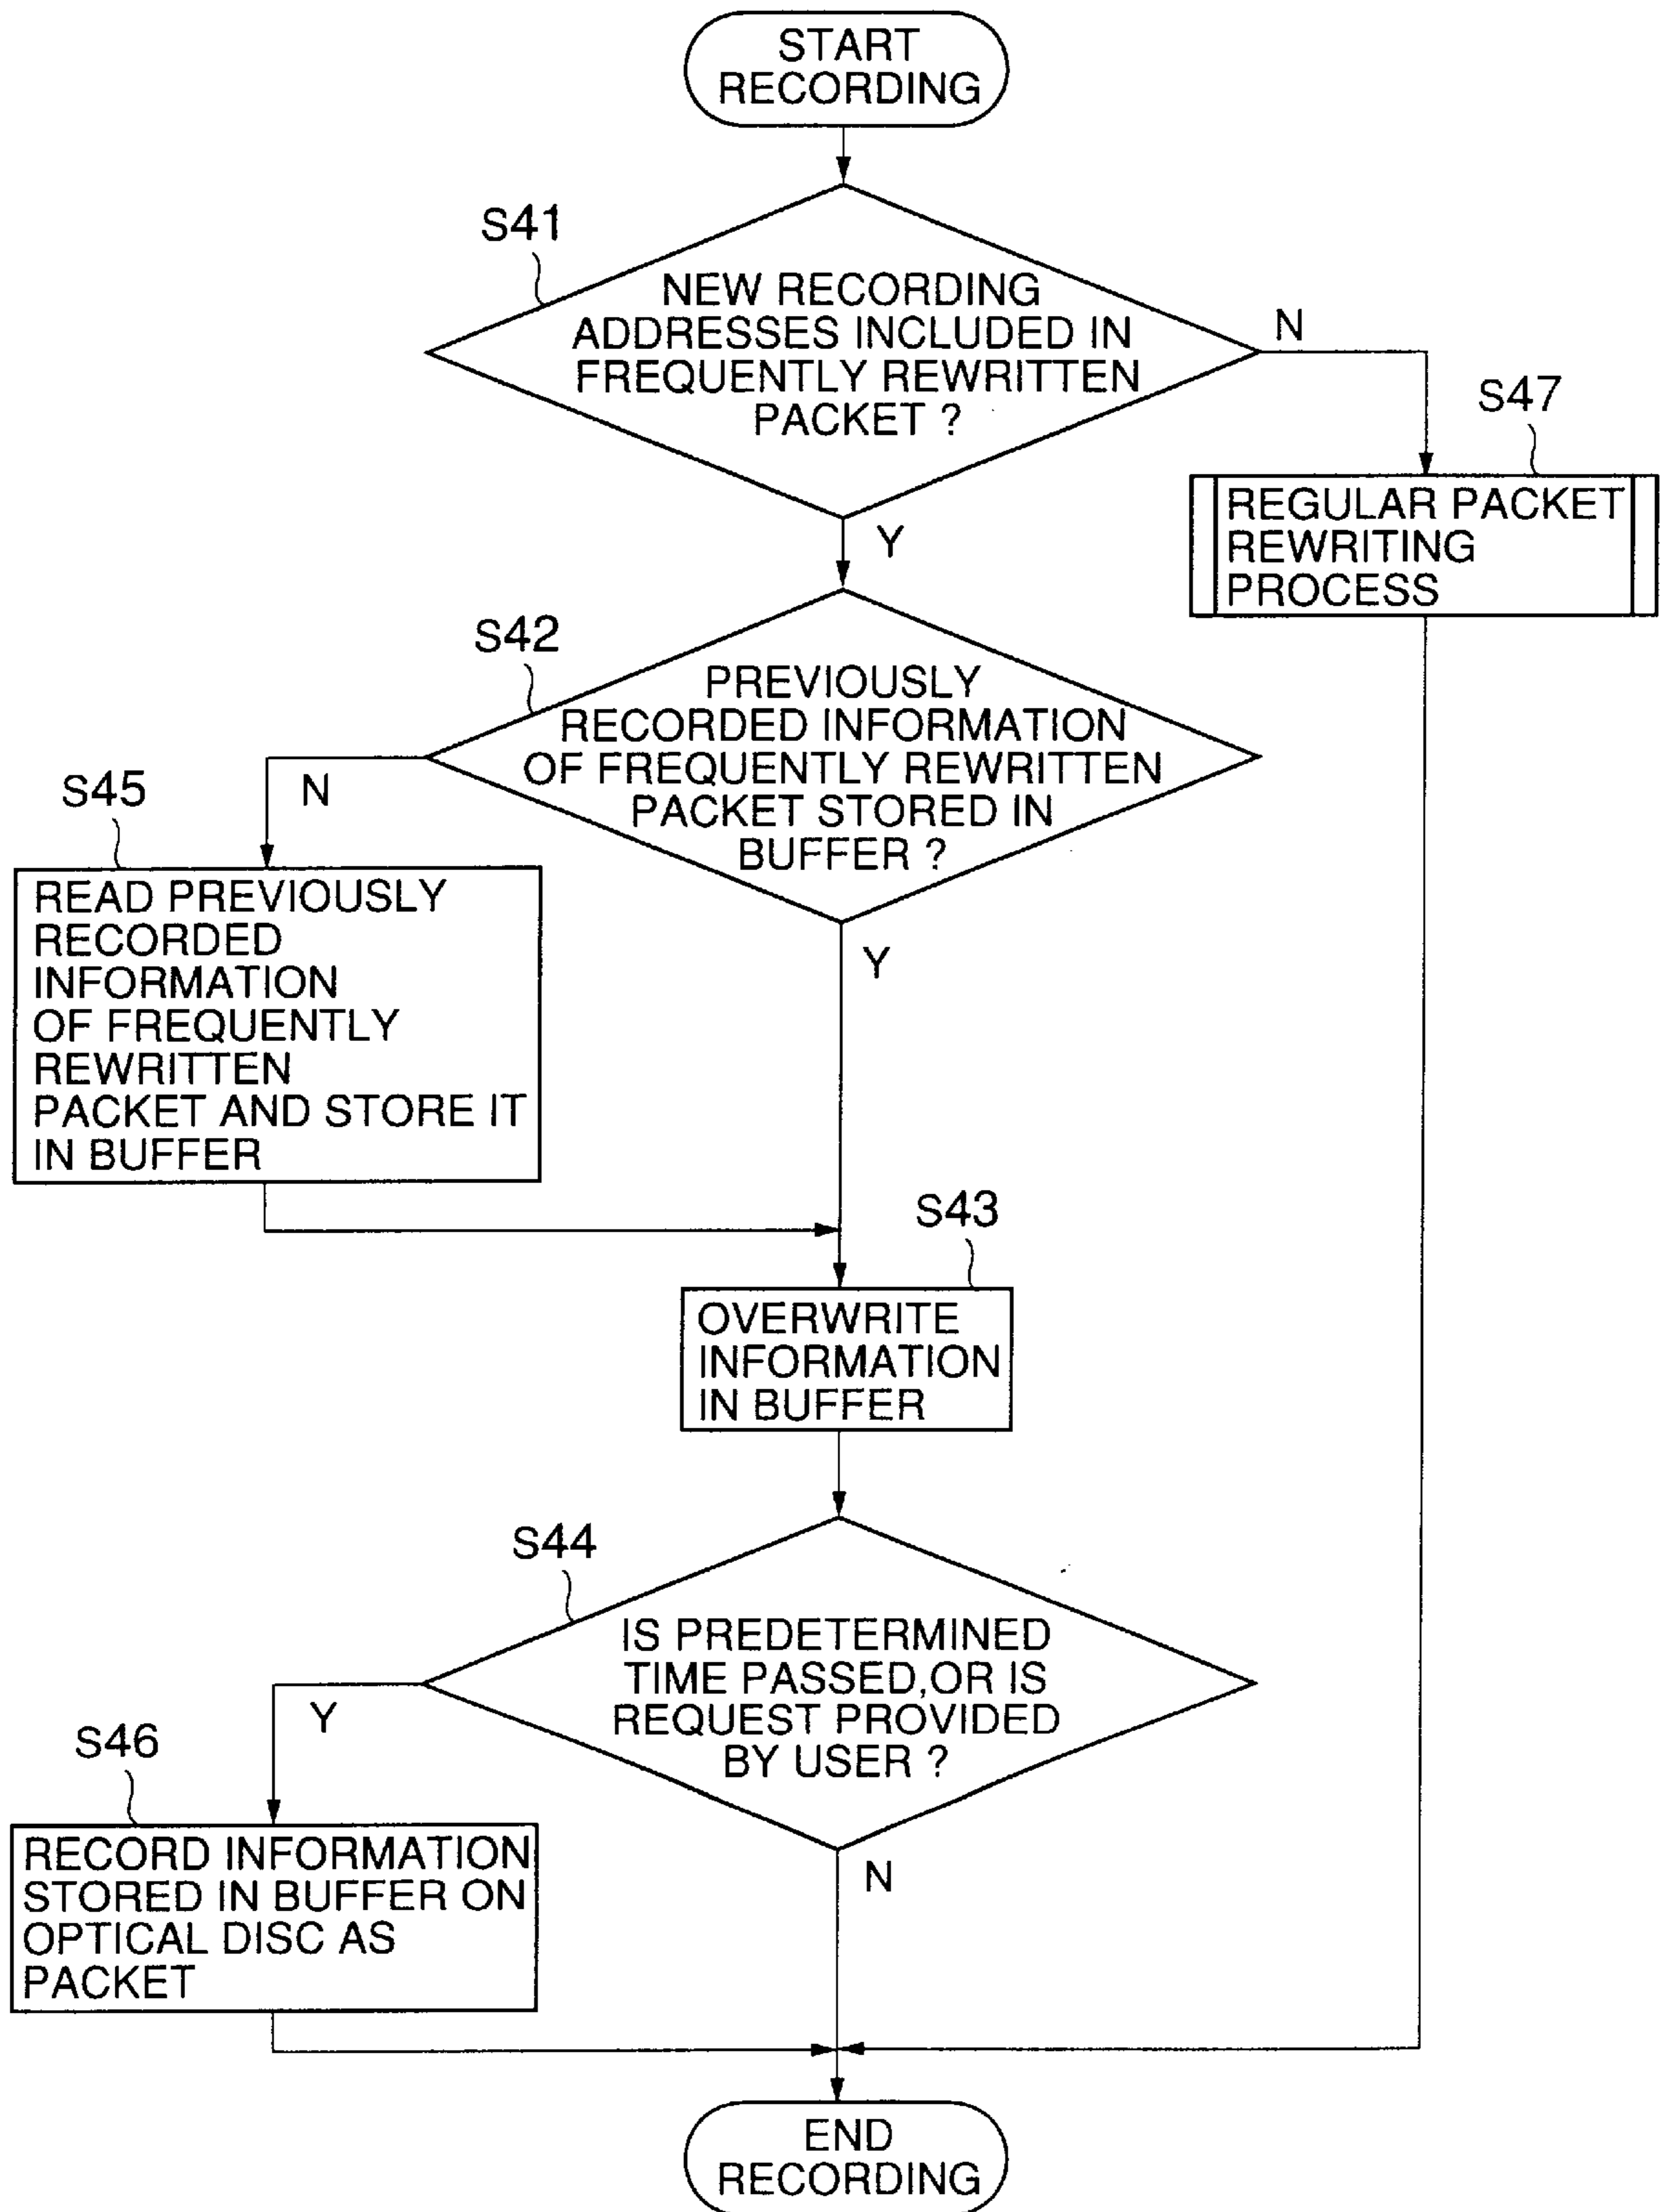 START
RECORDING
S41
NEW RECORDING
ADDRESSES INCLUDED IN
FREQUENTLY REWRITTEN
PACKET ?
N
S47
REGULAR PACKET
REWRITING
PROCESS
Y
S42
PREVIOUSLY
RECORDED INFORMATION
OF FREQUENTLY REWRITTEN
PACKET STORED IN
BUFFER ?
N
S45
READ PREVIOUSLY
RECORDED
INFORMATION
OF FREQUENTLY
REWRITTEN
PACKET AND STORE IT
IN BUFFER
Y
S43
OVERWRITE
INFORMATION
IN BUFFER
S44
IS PREDETERMINED
TIME PASSED,OR IS
REQUEST PROVIDED
BY USER ?
Y
S46
RECORD INFORMATION
STORED IN BUFFER ON
OPTICAL DISC AS
PACKET
N
END
RECORDING